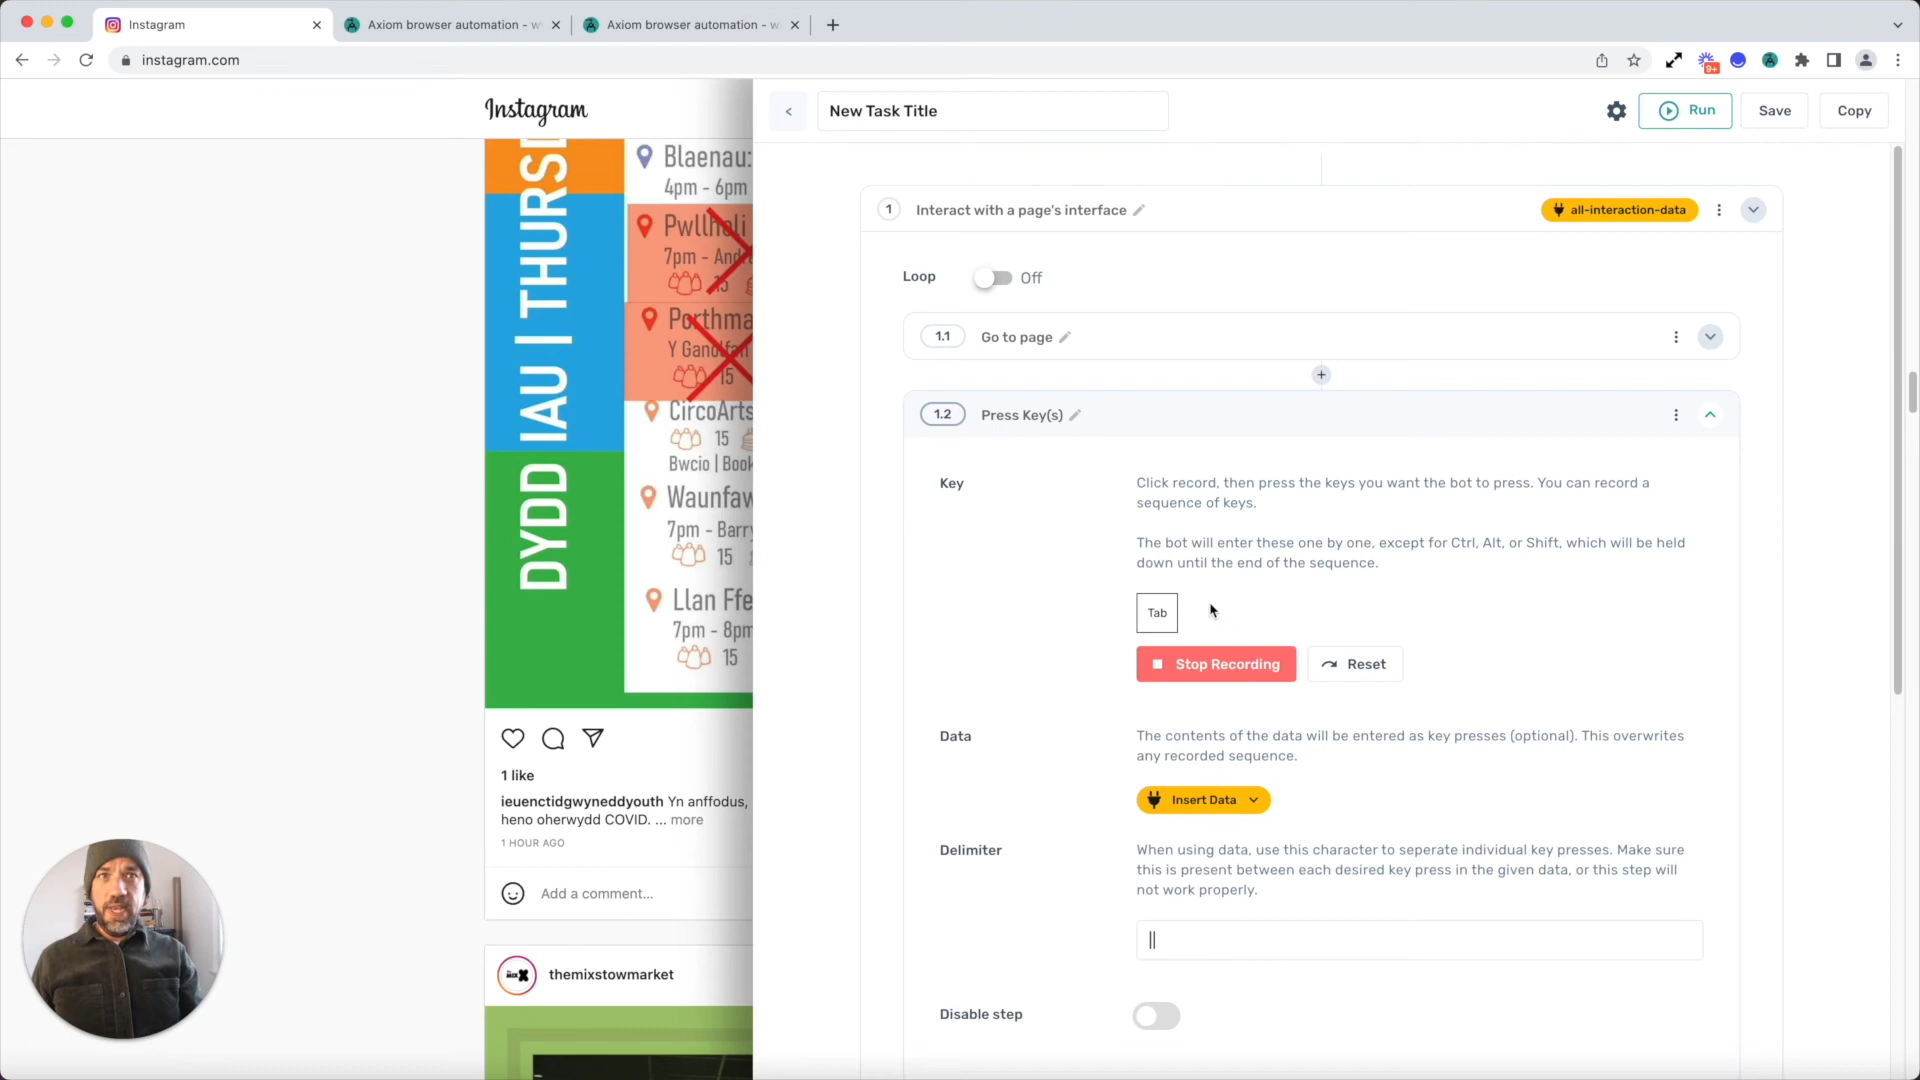 Instagram
Axiom browser automation - w
Axiom browser automation - w
instagram.com
9+
Instagram
DYDD IAU | THURS
Blaenau:
4pm - 6pm
Pwllheli
7pm - And
15
Porthma
15
CircoArts
15
Bwcio | Book
Waunfaw
7pm - Barry
15
Llan Ffe
7pm - 8pm
15
1 like
ieuenctidgwyneddyouth Yn anffodus,
heno oherwydd COVID. ... more
1 HOUR AGO
Add a comment...
themixstowmarket
<
New Task Title
Run
Save
Copy
1
Interact with a page's interface
all-interaction-data
Loop
Off
1.1
Go to page
1.2
Press Key(s)
Key
Click record, then press the keys you want the bot to press. You can record a
sequence of keys.
The bot will enter these one by one, except for Ctrl, Alt, or Shift, which will be held
down until the end of the sequence.
Tab
Stop Recording
Reset
Data
The contents of the data will be entered as key presses (optional). This overwrites
any recorded sequence.
Insert Data
Delimiter
When using data, use this character to seperate individual key presses. Make sure
this is present between each desired key press in the given data, or this step will
not work properly.
||
Disable step